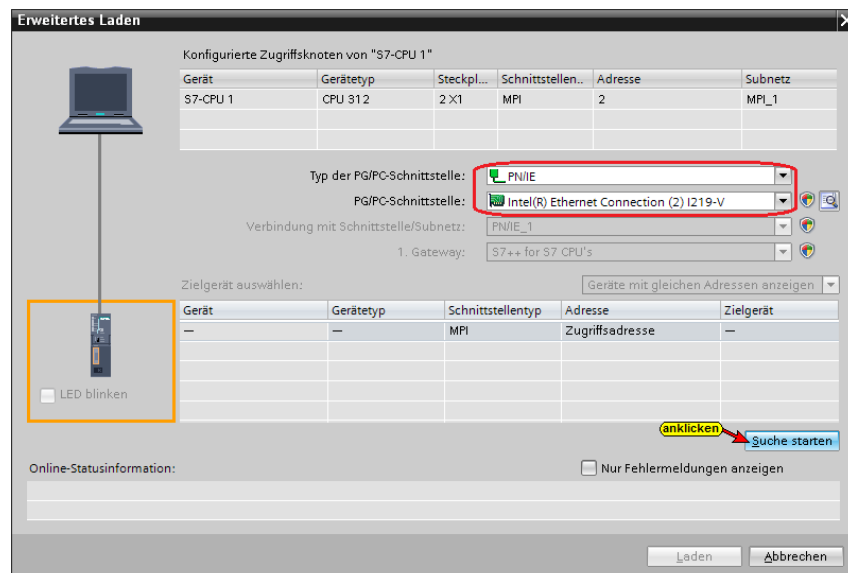 Erweitertes Laden
Konfigurierte Zugriffsknoten von "S7-CPU 1"
Gerät Gerätetyp Steckpl... Schnittstellen.. Adresse Subnetz
S7-CPU 1 CPU 312 2 X1 MPI 2 MPI_1
Typ der PG/PC-Schnittstelle: PN/IE
PG/PC-Schnittstelle: Intel(R) Ethernet Connection (2) I219-V
Verbindung mit Schnittstelle/Subnetz: PN/IE_1
1. Gateway: S7++ for S7 CPU's
Zielgerät auswählen: Geräte mit gleichen Adressen anzeigen
Gerät Gerätetyp Schnittstellentyp Adresse Zielgerät
— — MPI Zugriffsadresse —
LED blinken
anklicken
Suche starten
Online-Statusinformation: Nur Fehlermeldungen anzeigen
Laden Abbrechen